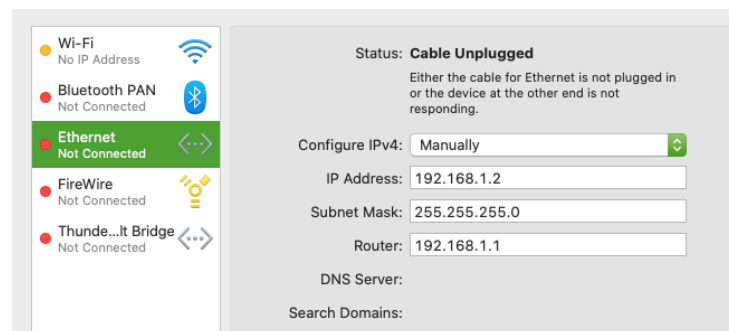 Wi-Fi
No IP Address
Bluetooth PAN
Not Connected
Ethernet
Not Connected
FireWire
Not Connected
Thunde...lt Bridge
Not Connected
Status: Cable Unplugged
Either the cable for Ethernet is not plugged in
or the device at the other end is not
responding.
Configure IPv4: Manually
IP Address: 192.168.1.2
Subnet Mask: 255.255.255.0
Router: 192.168.1.1
DNS Server:
Search Domains: